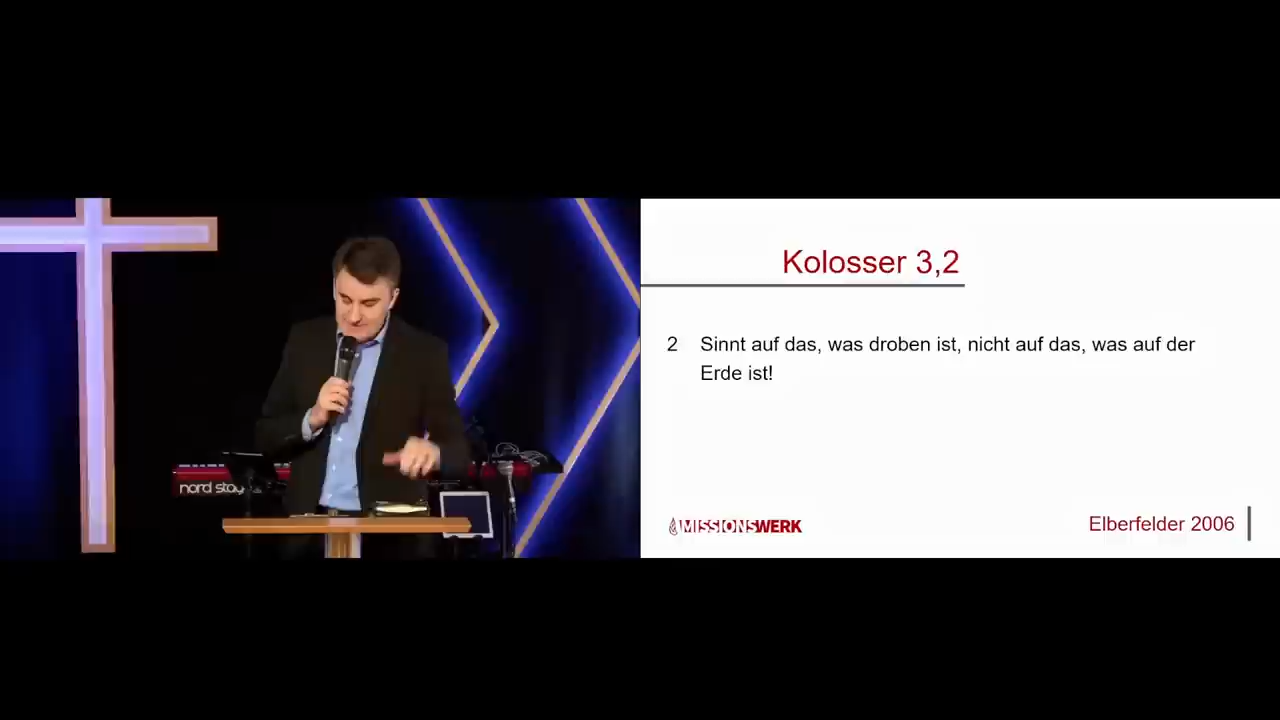 nord stag
Kolosser 3,2
2 Sinnt auf das, was droben ist, nicht auf das, was auf der
Erde ist!
MISSIONSWERK
Elberfelder 2006